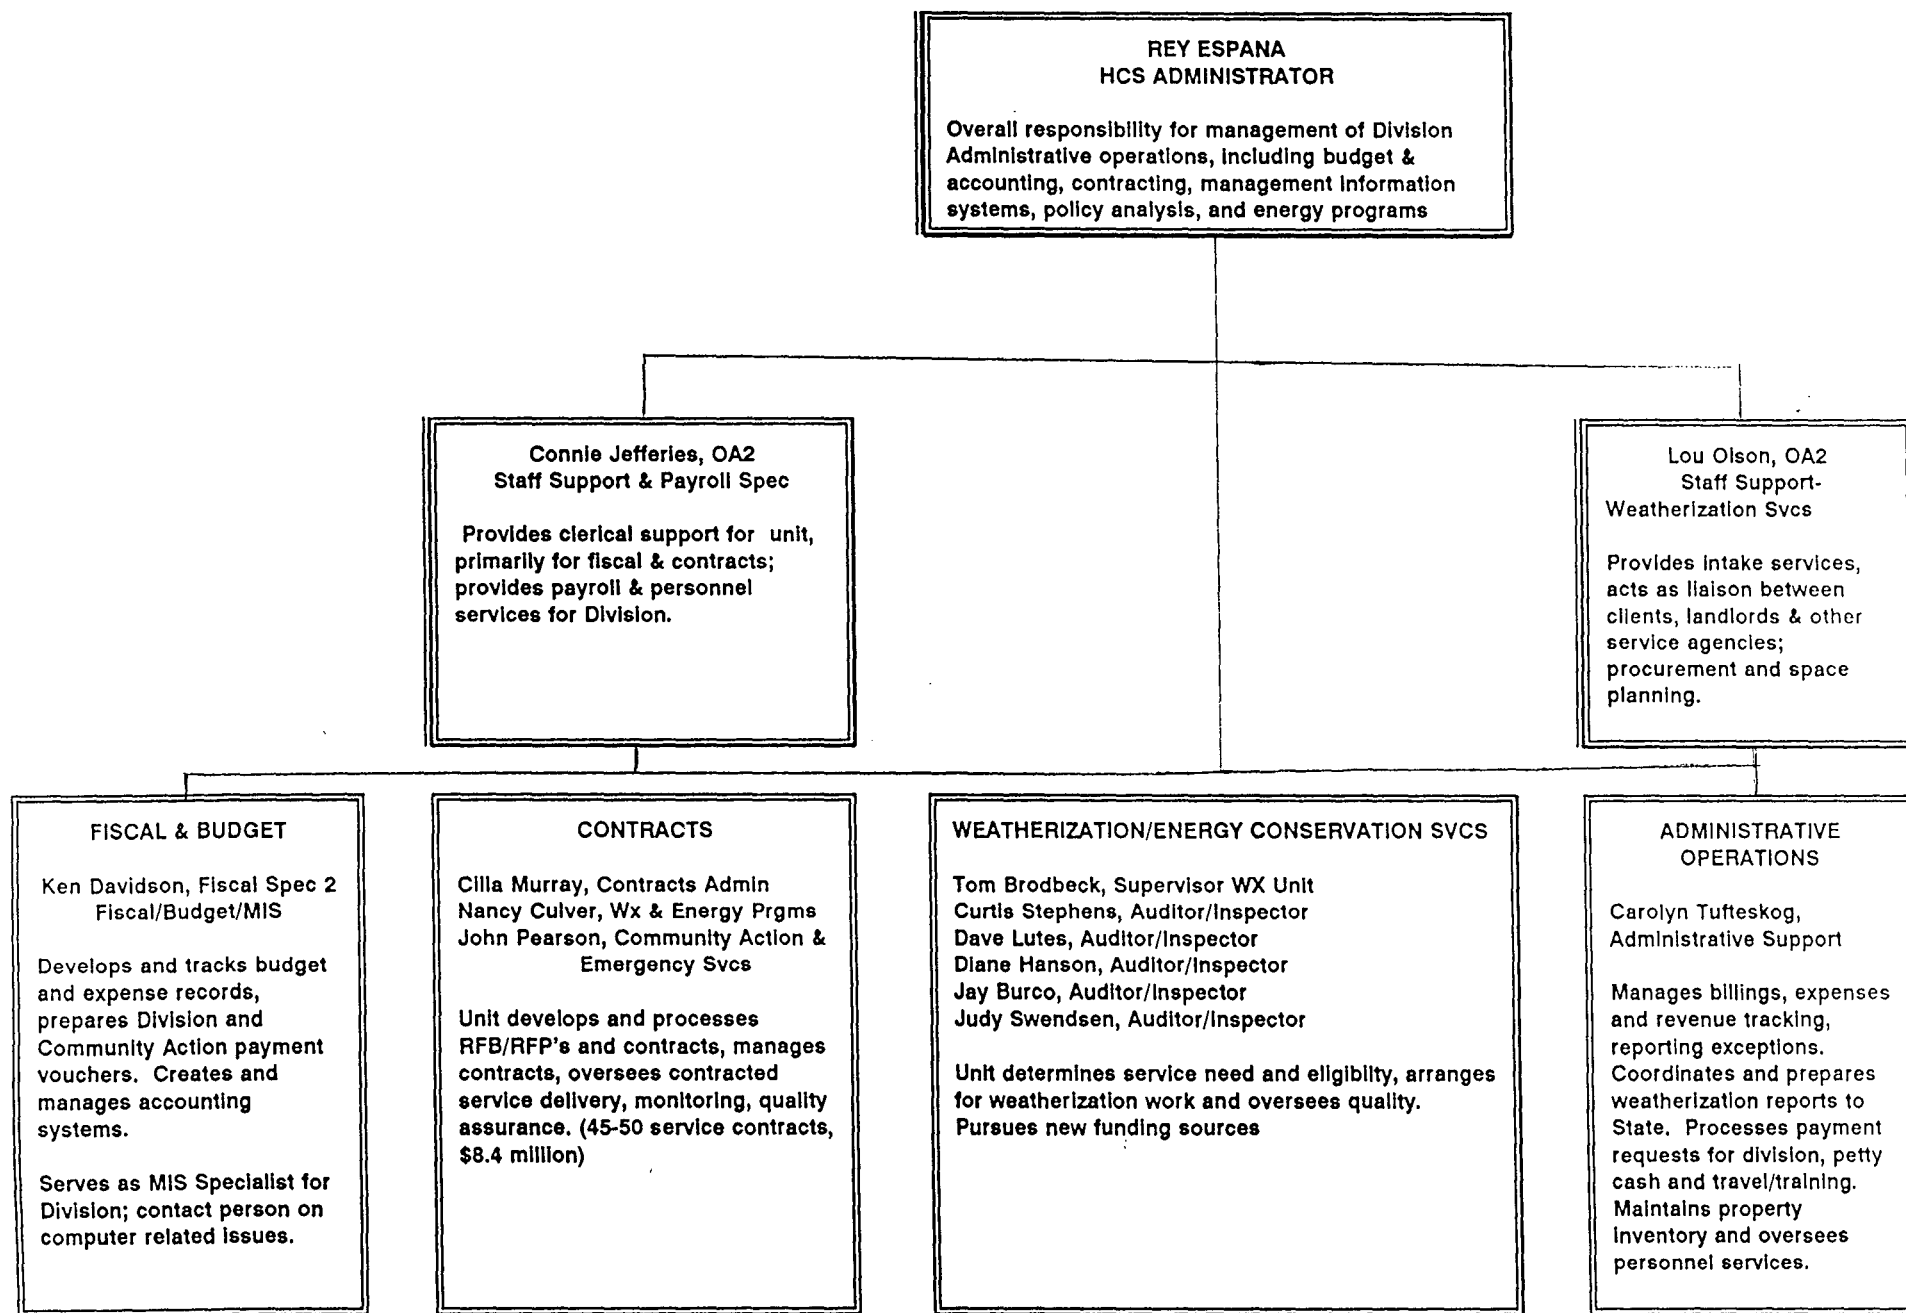 REY ESPANA
HCS ADMINISTRATOR
Overall responsibility for management of Division
Administrative operations, including budget &
accounting, contracting, management information
systems, policy analysis, and energy programs
Connie Jefferies, OA2
Staff Support & Payroll Spec
Provides clerical support for unit,
primarily for fiscal & contracts;
provides payroll & personnel
services for Division.
Lou Olson, OA2
Staff Support-
Weatherization Svcs
Provides intake services,
acts as liaison between
clients, landlords & other
service agencies;
procurement and space
planning.
FISCAL & BUDGET
Ken Davidson, Fiscal Spec 2
Fiscal/Budget/MIS
Develops and tracks budget
and expense records,
prepares Division and
Community Action payment
vouchers. Creates and
manages accounting
systems.
Serves as MIS Specialist for
Division; contact person on
computer related issues.
CONTRACTS
Cilla Murray, Contracts Admin
Nancy Culver, Wx & Energy Prgms
John Pearson, Community Action &
Emergency Svcs
Unit develops and processes
RFB/RFP's and contracts, manages
contracts, oversees contracted
service delivery, monitoring, quality
assurance. (45-50 service contracts,
$8.4 million)
WEATHERIZATION/ENERGY CONSERVATION SVCS
Tom Brodbeck, Supervisor WX Unit
Curtis Stephens, Auditor/Inspector
Dave Lutes, Auditor/Inspector
Diane Hanson, Auditor/Inspector
Jay Burco, Auditor/Inspector
Judy Swendsen, Auditor/Inspector
Unit determines service need and eligibilty, arranges
for weatherization work and oversees quality.
Pursues new funding sources
ADMINISTRATIVE
OPERATIONS
Carolyn Tufteskog,
Administrative Support
Manages billings, expenses
and revenue tracking,
reporting exceptions.
Coordinates and prepares
weatherization reports to
State. Processes payment
requests for division, petty
cash and travel/training.
Maintains property
inventory and oversees
personnel services.